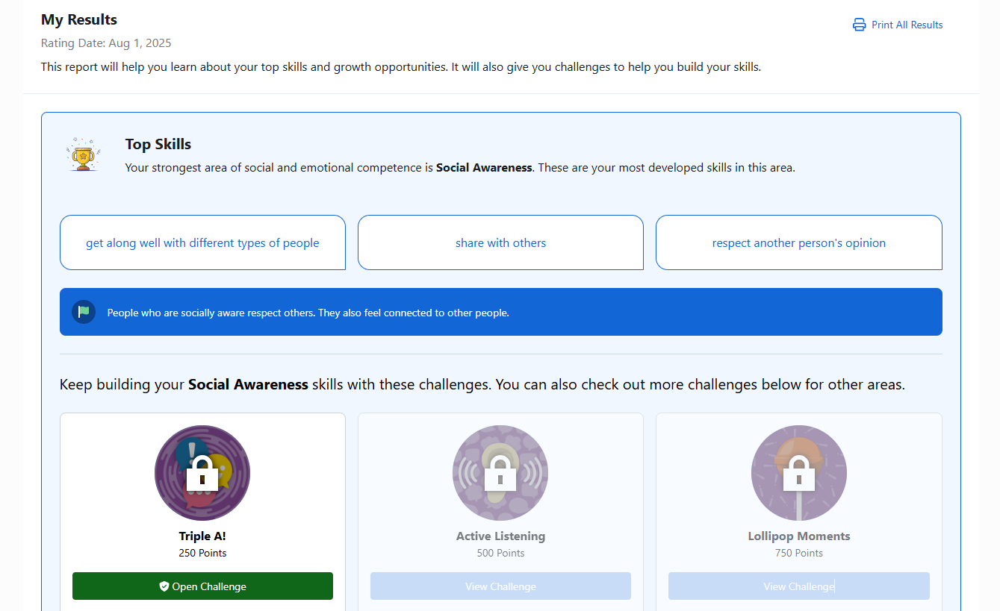 My Results
Print All Results
Rating Date: Aug 1, 2025
This report will help you learn about your top skills and growth opportunities. It will also give you challenges to help you build your skills.
Top Skills
Your strongest area of social and emotional competence is Social Awareness. These are your most developed skills in this area.
get along well with different types of people
share with others
respect another person's opinion
People who are socially aware respect others. They also feel connected to other people.
Keep building your Social Awareness skills with these challenges. You can also check out more challenges below for other areas.
Triple A!
250 Points
Open Challenge
Active Listening
500 Points
View Challenge
Lollipop Moments
750 Points
View Challenge